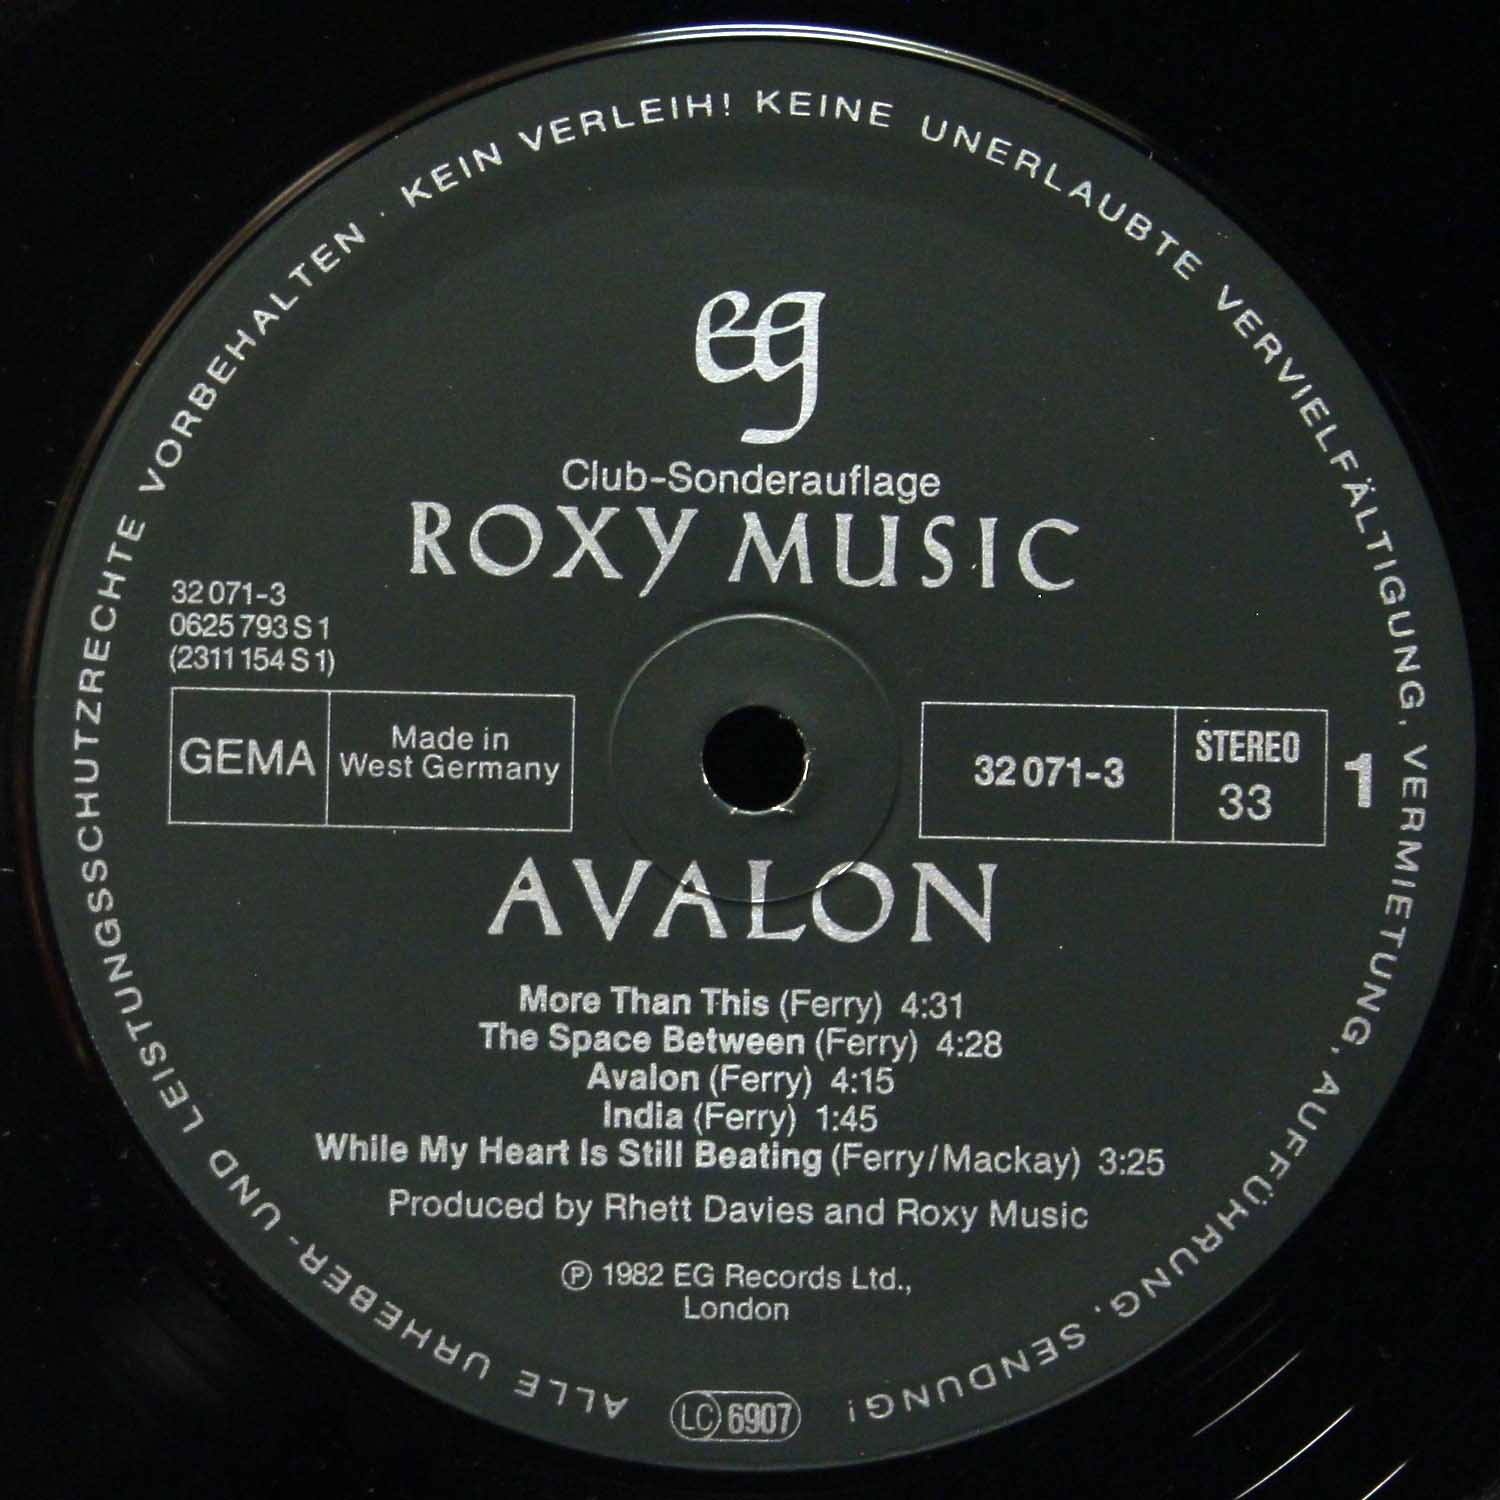 ALLE URHEBER- UND LEISTUNGSSCHUTZRECHTE VORBEHALTEN · KEIN VERLEIH! KEINE UNERLAUBTE VERVIELFÄLTIGUNG, VERMIETUNG, AUFFÜHRUNG, SENDUNG!
eg
Club-Sonderauflage
ROXY MUSIC
32 071-3
0625 793 S 1
(2311 154 S 1)
GEMA
Made in
West Germany
32 071-3
STEREO
33
1
AVALON
More Than This (Ferry) 4:31
The Space Between (Ferry) 4:28
Avalon (Ferry) 4:15
India (Ferry) 1:45
While My Heart Is Still Beating (Ferry/Mackay) 3:25
Produced by Rhett Davies and Roxy Music
Ⓟ 1982 EG Records Ltd.,
London
LC 6907